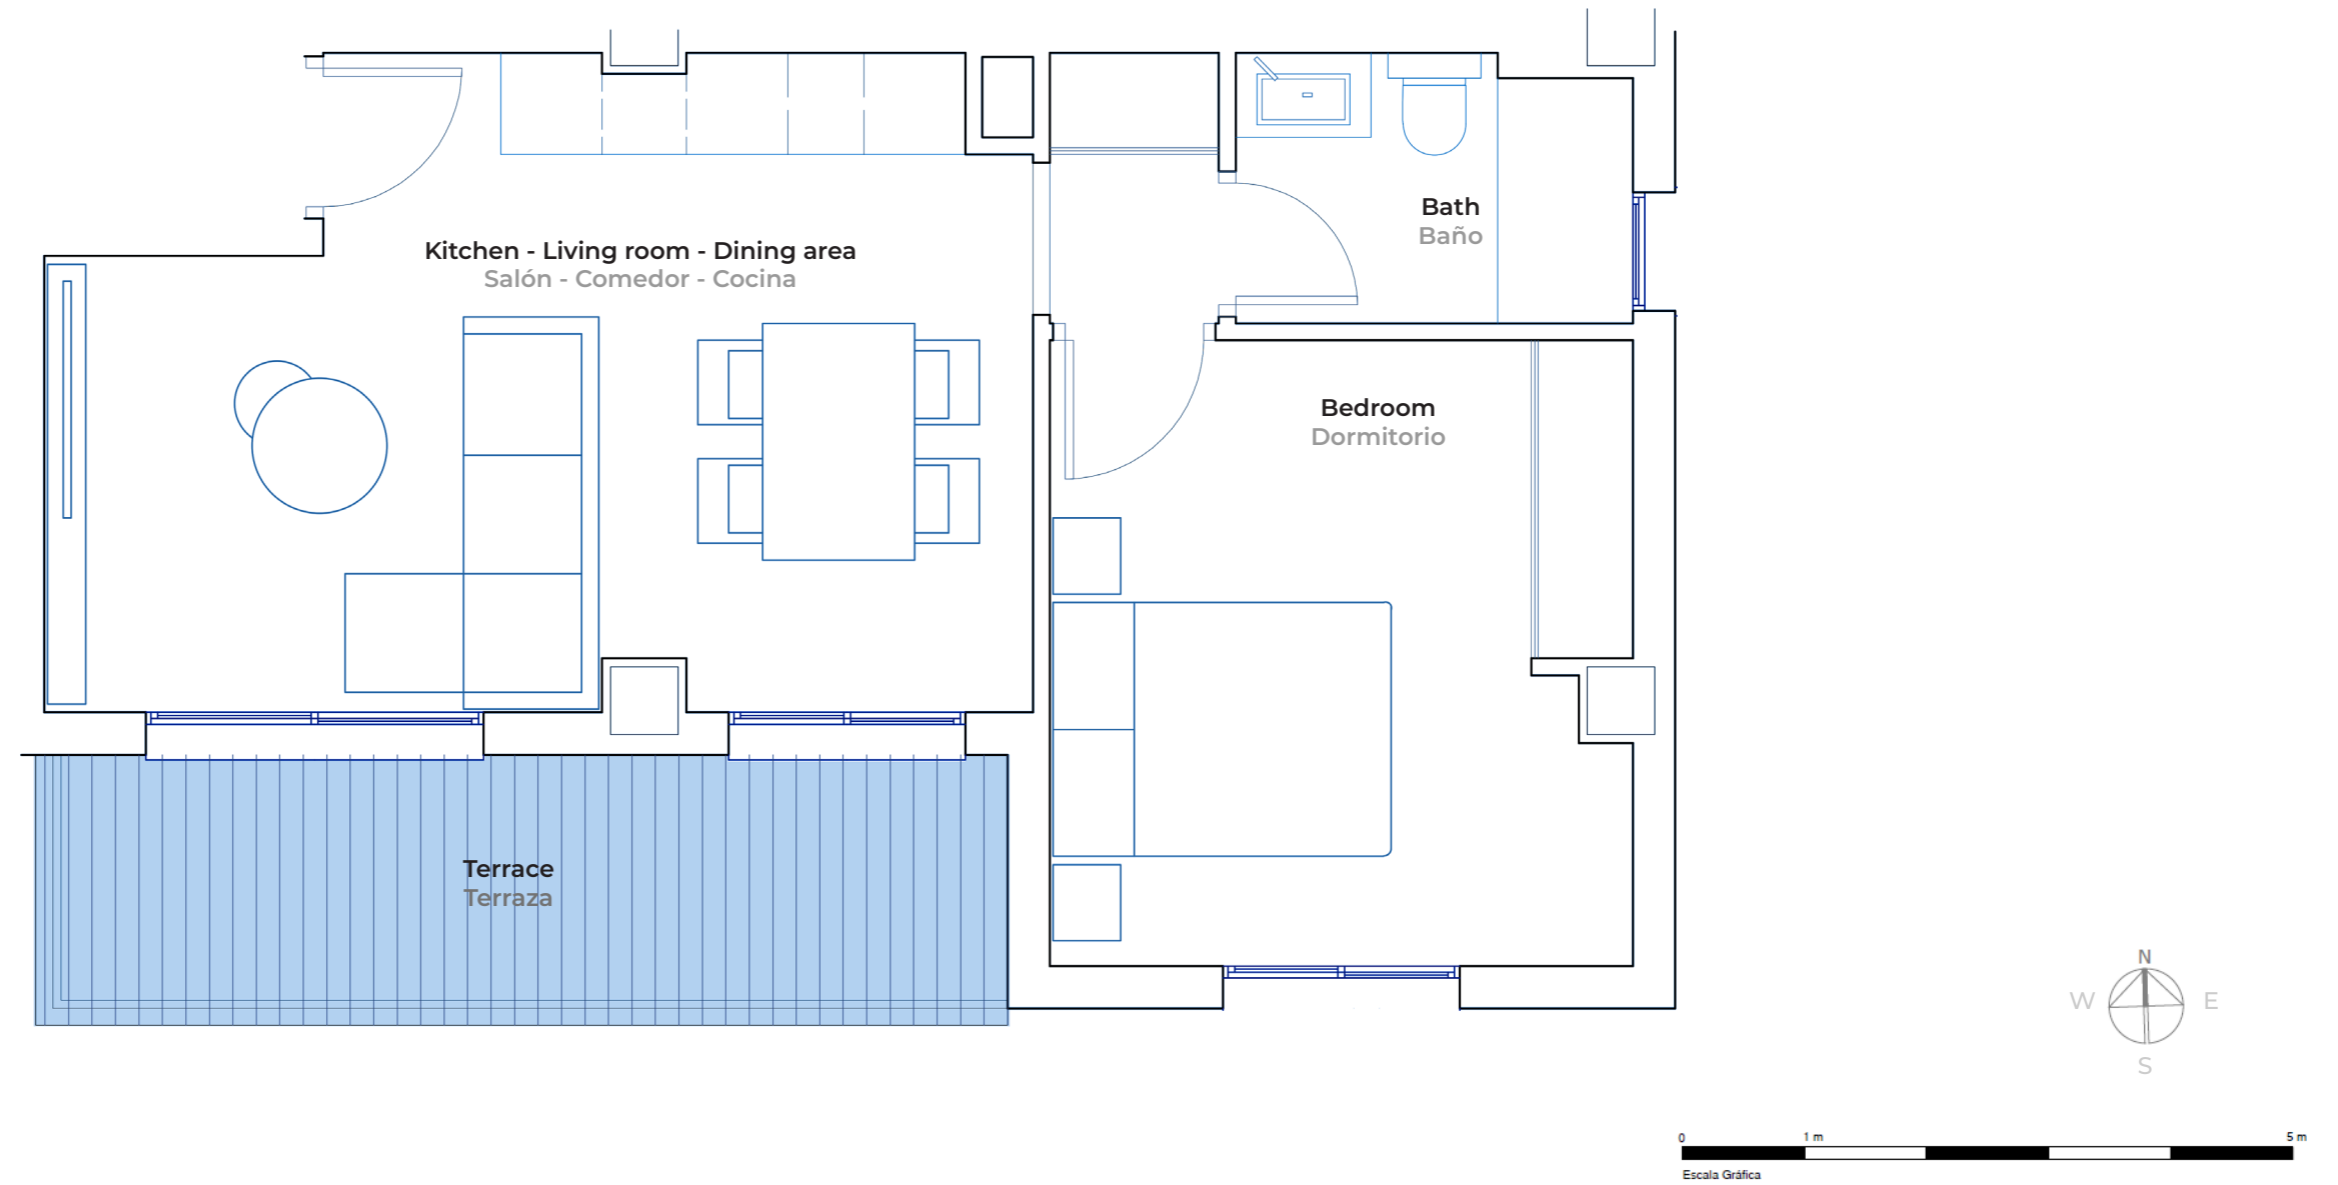 Bath
Baño
Kitchen - Living room - Dining area
Salón - Comedor - Cocina
Bedroom
Dormitorio
Terrace
Terraza
N
W E
S
0 1 m 5 m
Escala Gráfica